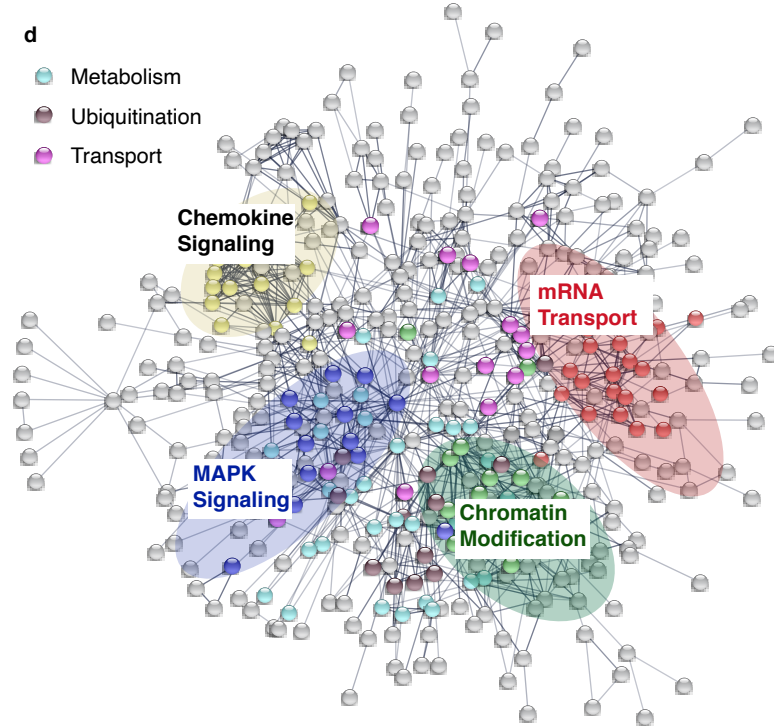 d
Metabolism
Ubiquitination
Transport
Chemokine
Signaling
mRNA
Transport
MAPK
Signaling
Chromatin
Modification